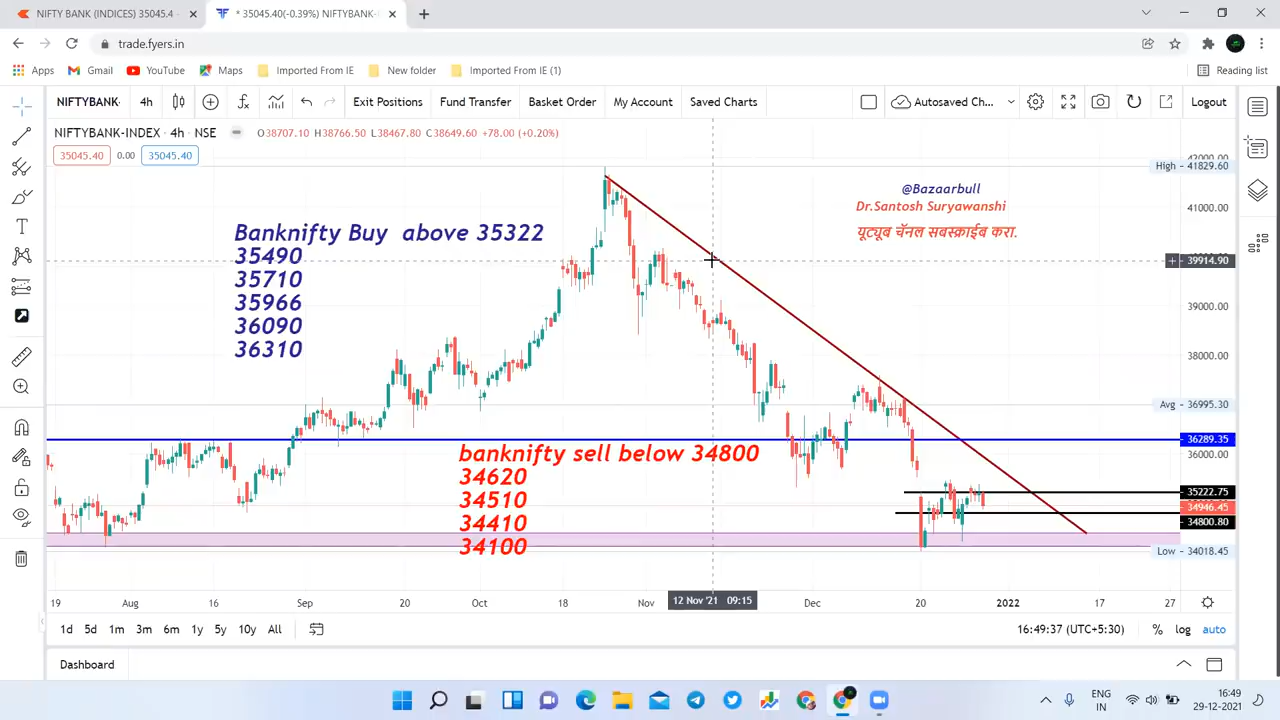 NIFTY BANK (INDICES) 35045.4
* 35045.40(-0.39%) NIFTYBANK-I
trade.fyers.in
Apps Gmail YouTube Maps Imported From IE New folder Imported From IE (1) Reading list
NIFTYBANK- 4h Exit Positions Fund Transfer Basket Order My Account Saved Charts Autosaved Ch... Logout
NIFTYBANK-INDEX 4h NSE O38707.10 H38766.50 L38467.80 C38649.60 +78.00 (+0.20%)
35045.40 0.00 35045.40
42000.00
High - 41829.60
@Bazaarbull
Dr.Santosh Suryawanshi
यूट्यूब चॅनल सबस्क्राईब करा.
41000.00
Banknifty Buy above 35322
35490
35710
35966
36090
36310
39914.90
39000.00
38000.00
Avg - 36995.30
36289.35
36000.00
banknifty sell below 34800
34620
34510
34410
34100
35222.75
34946.45
34800.80
Low - 34018.45
19 Aug 16 Sep 20 Oct 18 Nov 12 Nov '21 09:15 Dec 20 2022 17 27
1d 5d 1m 3m 6m 1y 5y 10y All 16:49:37 (UTC+5:30) % log auto
Dashboard
ENG
IN
16:49
29-12-2021